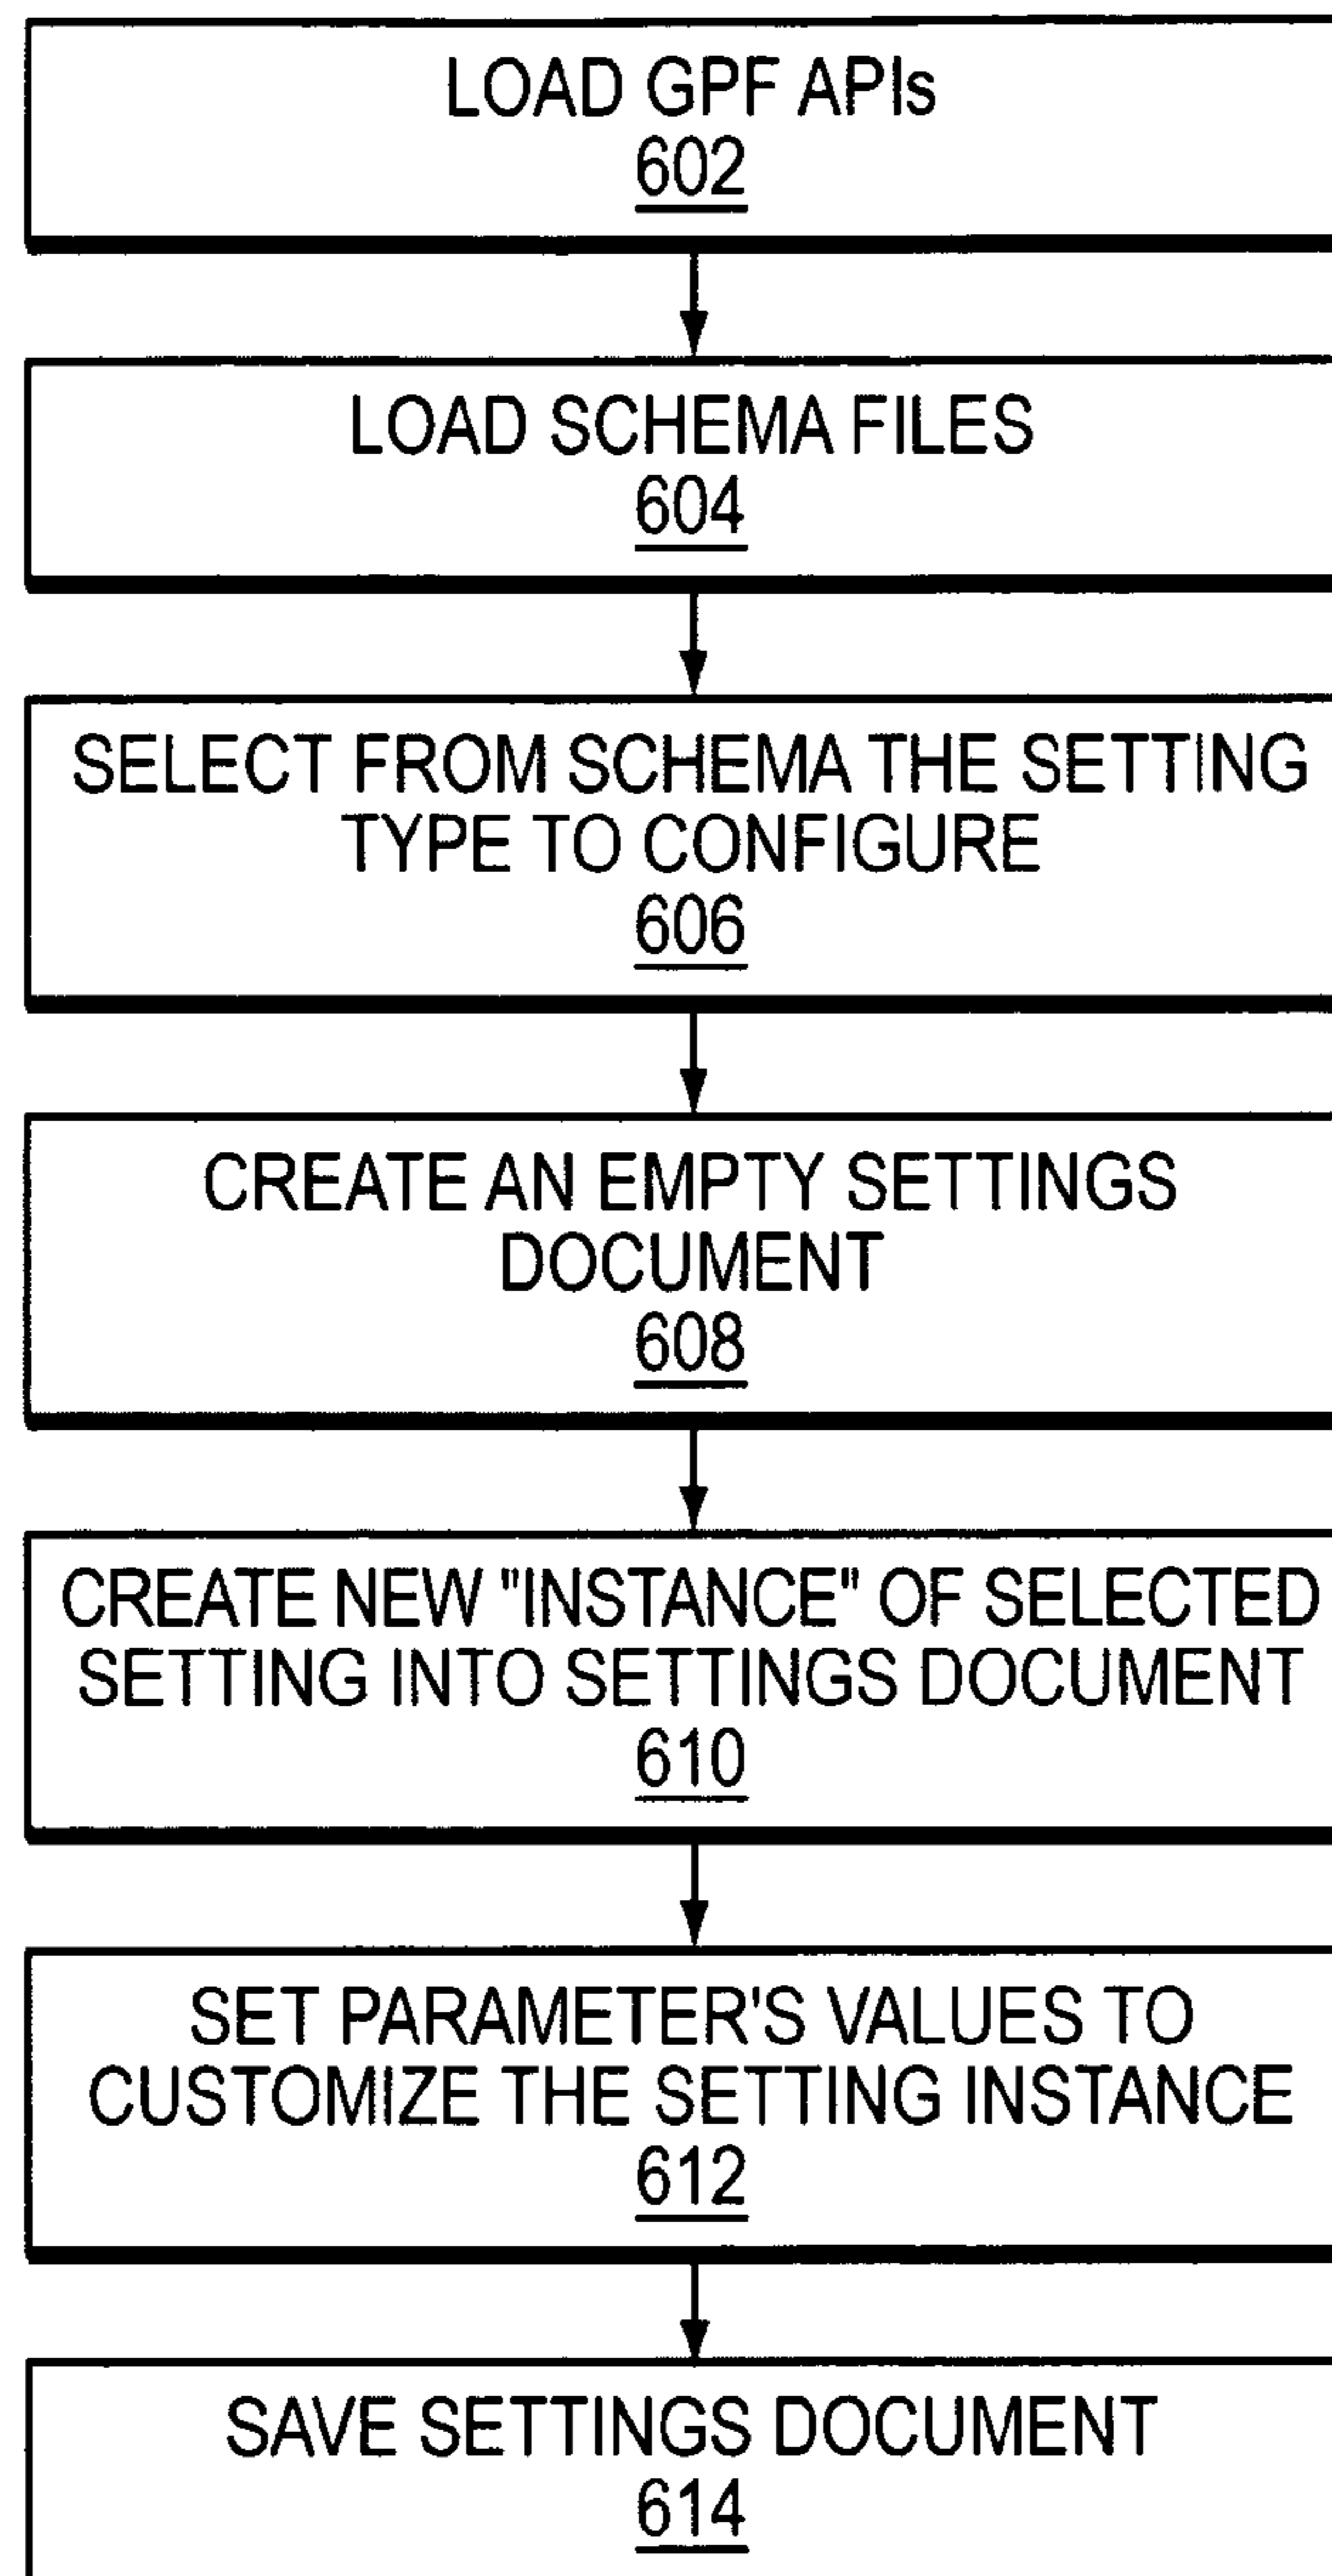 LOAD GPF APIs
602
LOAD SCHEMA FILES
604
SELECT FROM SCHEMA THE SETTING
TYPE TO CONFIGURE
606
CREATE AN EMPTY SETTINGS
DOCUMENT
608
CREATE NEW "INSTANCE" OF SELECTED
SETTING INTO SETTINGS DOCUMENT
610
SET PARAMETER'S VALUES TO
CUSTOMIZE THE SETTING INSTANCE
612
SAVE SETTINGS DOCUMENT
614